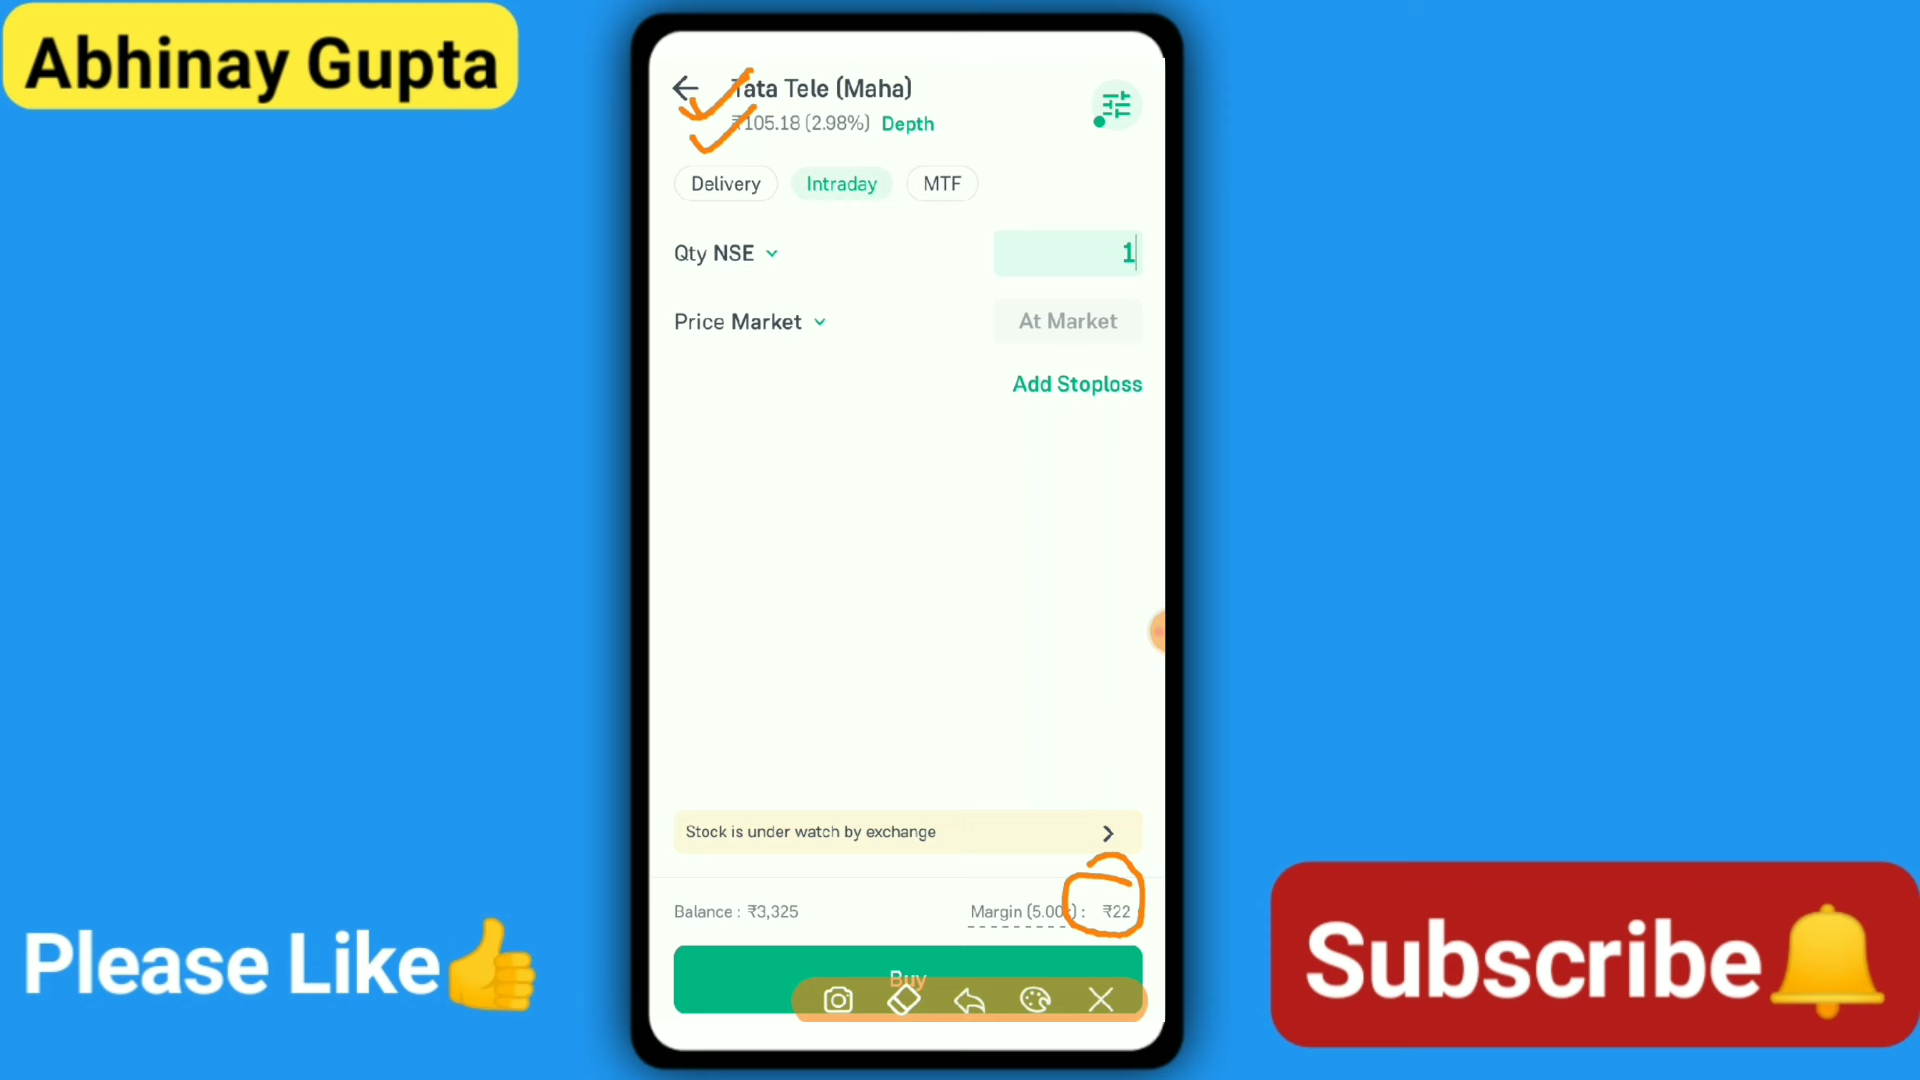 Abhinay Gupta
Tata Tele (Maha)
₹105.18 (2.98%) Depth
Delivery Intraday MTF
Qty NSE 1
Price Market At Market
Add Stoploss
Stock is under watch by exchange
Balance : ₹3,325 Margin (5.00x) : ₹22
Buy
Please Like
Subscribe